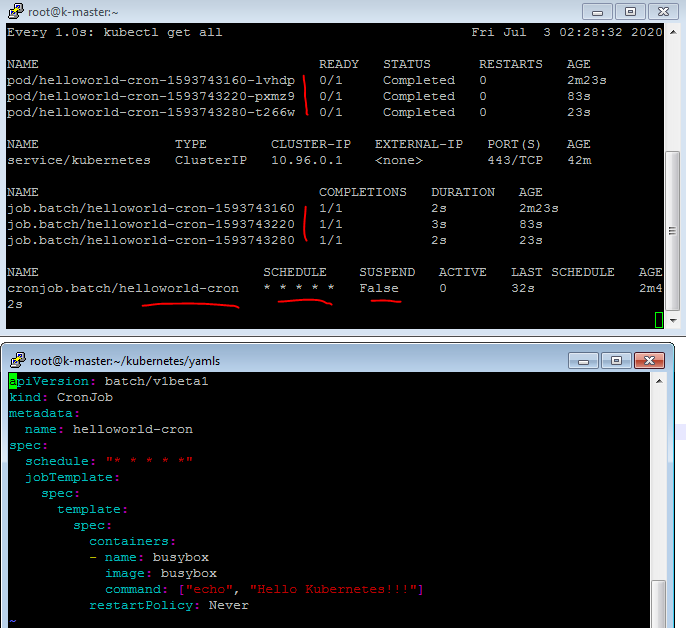 root@k-master:~
Every 1.0s: kubectl get all Fri Jul 3 02:28:32 2020
NAME READY STATUS RESTARTS AGE
pod/helloworld-cron-1593743160-lvhdp 0/1 Completed 0 2m23s
pod/helloworld-cron-1593743220-pxmz9 0/1 Completed 0 83s
pod/helloworld-cron-1593743280-t266w 0/1 Completed 0 23s
NAME TYPE CLUSTER-IP EXTERNAL-IP PORT(S) AGE
service/kubernetes ClusterIP 10.96.0.1 <none> 443/TCP 42m
NAME COMPLETIONS DURATION AGE
job.batch/helloworld-cron-1593743160 1/1 2s 2m23s
job.batch/helloworld-cron-1593743220 1/1 3s 83s
job.batch/helloworld-cron-1593743280 1/1 2s 23s
NAME SCHEDULE SUSPEND ACTIVE LAST SCHEDULE AGE
cronjob.batch/helloworld-cron * * * * * False 0 32s 2m4
2s
root@k-master:~/kubernetes/yamls
apiVersion: batch/v1beta1
kind: CronJob
metadata:
  name: helloworld-cron
spec:
  schedule: "* * * * *"
  jobTemplate:
    spec:
      template:
        spec:
          containers:
          - name: busybox
            image: busybox
            command: ["echo", "Hello Kubernetes!!!"]
          restartPolicy: Never
~